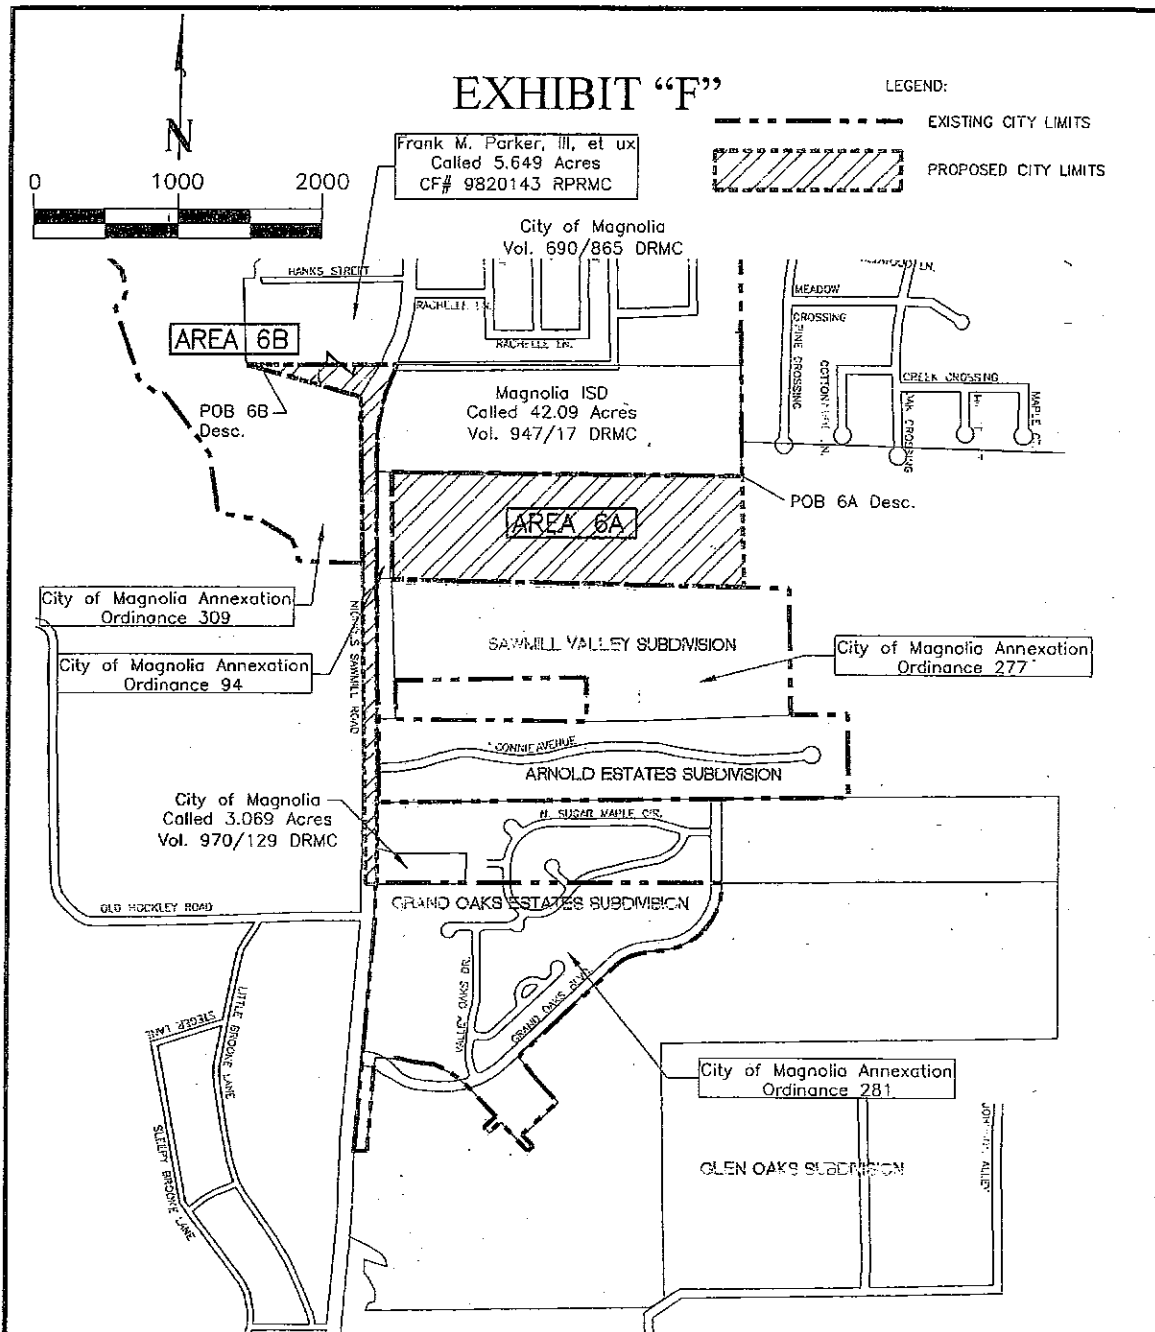 EXHIBIT “F”
LEGEND:
EXISTING CITY LIMITS
PROPOSED CITY LIMITS
N
0 1000 2000
Frank M. Parker, III, et ux
Called 5.649 Acres
CF# 9820143 RPRMC
City of Magnolia
Vol. 690/865 DRMC
HANKS STREET
RACHELLE LN.
RACHELLE LN.
MEADOW
CROSSING
PINE CROSSING
CREEK CROSSING
CROSSING
AREA 6B
POB 6B
Desc.
Magnolia ISD
Called 42.09 Acres
Vol. 947/17 DRMC
POB 6A Desc.
AREA 6A
City of Magnolia Annexation
Ordinance 309
City of Magnolia Annexation
Ordinance 94
NICHOLS SAWMILL ROAD
SAWMILL VALLEY SUBDIVISION
City of Magnolia Annexation
Ordinance 277
CONNIE AVENUE
ARNOLD ESTATES SUBDIVISION
City of Magnolia
Called 3.069 Acres
Vol. 970/129 DRMC
N. SUGAR MAPLE CIR.
OLD HOCKLEY ROAD
GRAND OAKS ESTATES SUBDIVISION
VALLEY OAKS DR.
GRAND OAKS BLVD.
STEGER LANE
LITTLE BROOKE LANE
SLEEPY BROOKE LANE
City of Magnolia Annexation
Ordinance 281
GLEN OAKS SUBDIVISION
ALLEY